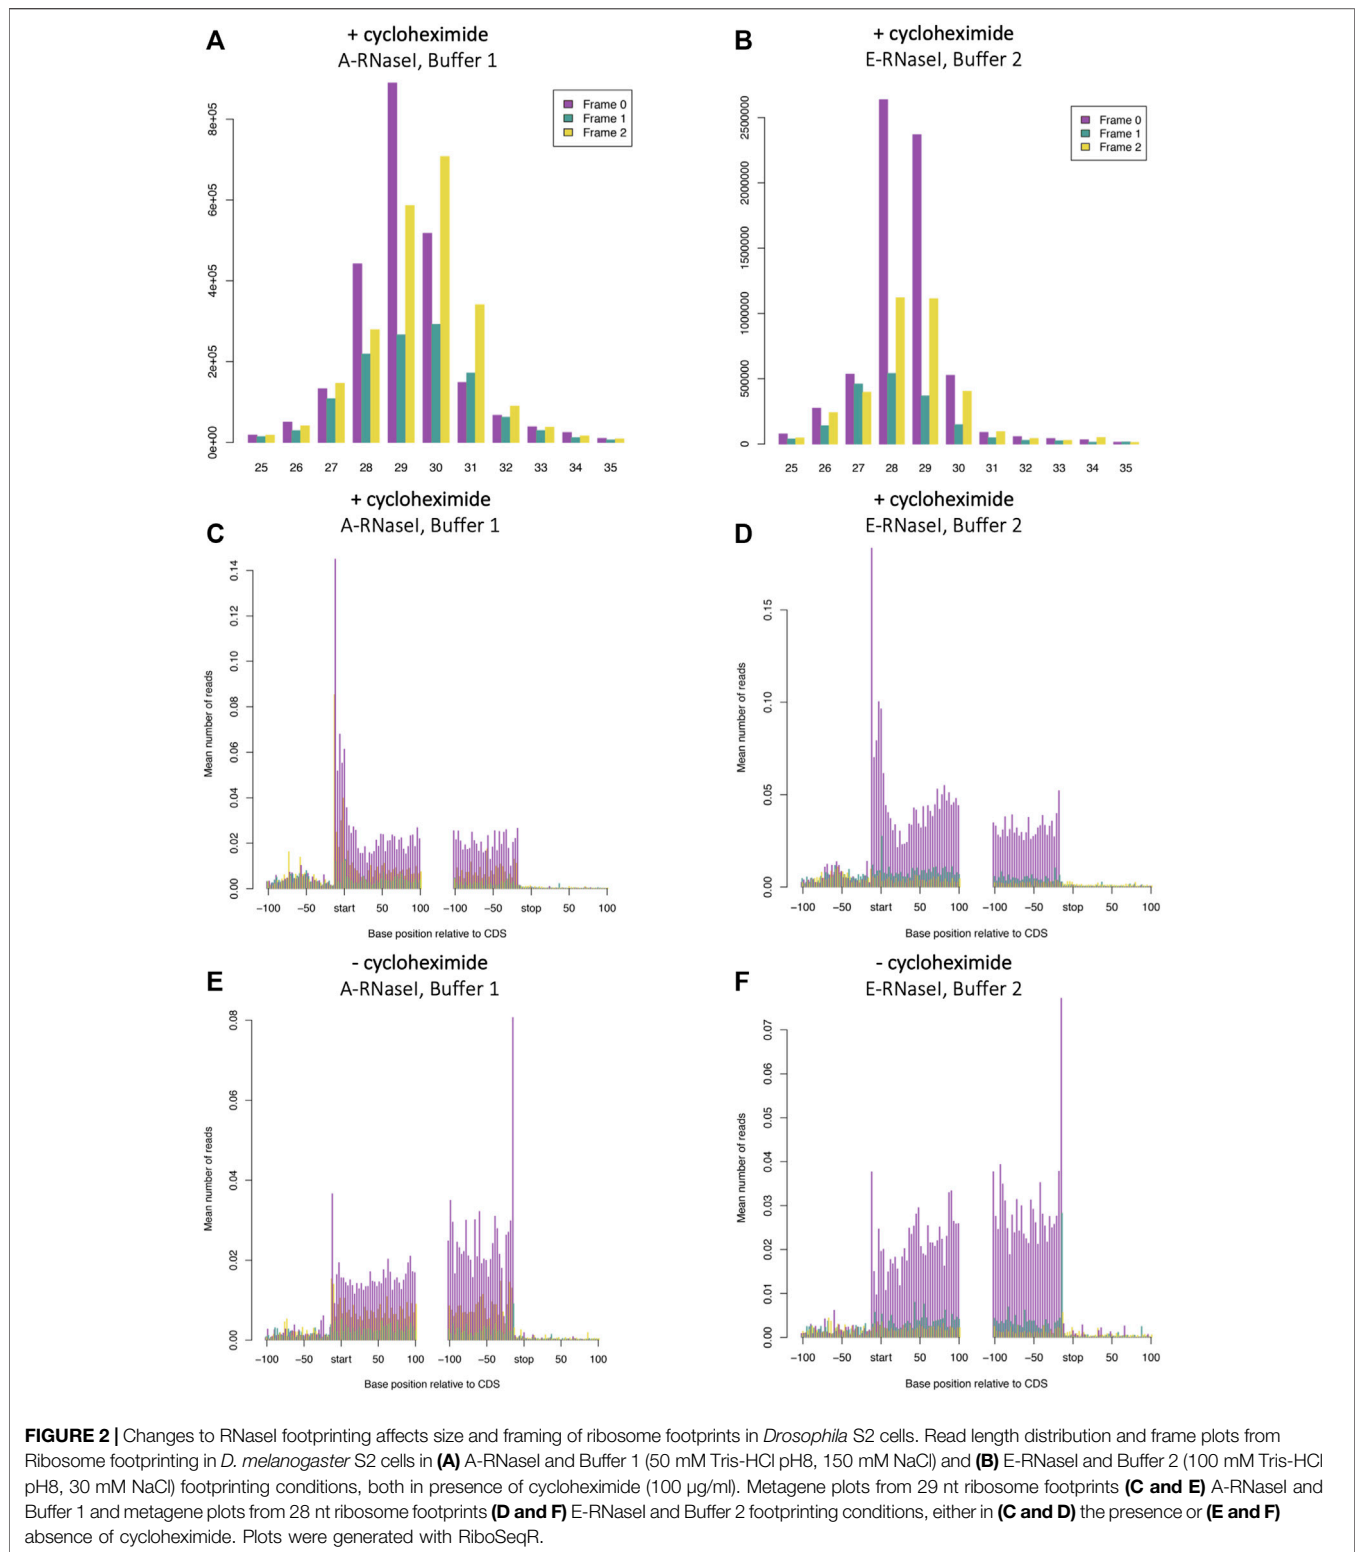 A
+ cycloheximide
A-RNaseI, Buffer 1
Frame 0
Frame 1
Frame 2
8e+05
6e+05
4e+05
2e+05
0e+00
25 26 27 28 29 30 31 32 33 34 35
B
+ cycloheximide
E-RNaseI, Buffer 2
Frame 0
Frame 1
Frame 2
2500000
2000000
1500000
1000000
500000
0
25 26 27 28 29 30 31 32 33 34 35
C
+ cycloheximide
A-RNaseI, Buffer 1
Mean number of reads
0.14
0.12
0.10
0.08
0.06
0.04
0.02
0.00
−100 −50 start 50 100 −100 −50 stop 50 100
Base position relative to CDS
D
+ cycloheximide
E-RNaseI, Buffer 2
Mean number of reads
0.15
0.10
0.05
0.00
−100 −50 start 50 100 −100 −50 stop 50 100
Base position relative to CDS
E
- cycloheximide
A-RNaseI, Buffer 1
Mean number of reads
0.08
0.06
0.04
0.02
0.00
−100 −50 start 50 100 −100 −50 stop 50 100
Base position relative to CDS
F
- cycloheximide
E-RNaseI, Buffer 2
Mean number of reads
0.07
0.06
0.05
0.04
0.03
0.02
0.01
0.00
−100 −50 start 50 100 −100 −50 stop 50 100
Base position relative to CDS
FIGURE 2 | Changes to RNaseI footprinting affects size and framing of ribosome footprints in Drosophila S2 cells. Read length distribution and frame plots from
Ribosome footprinting in D. melanogaster S2 cells in (A) A-RNaseI and Buffer 1 (50 mM Tris-HCl pH8, 150 mM NaCl) and (B) E-RNaseI and Buffer 2 (100 mM Tris-HCl
pH8, 30 mM NaCl) footprinting conditions, both in presence of cycloheximide (100 µg/ml). Metagene plots from 29 nt ribosome footprints (C and E) A-RNaseI and
Buffer 1 and metagene plots from 28 nt ribosome footprints (D and F) E-RNaseI and Buffer 2 footprinting conditions, either in (C and D) the presence or (E and F)
absence of cycloheximide. Plots were generated with RiboSeqR.